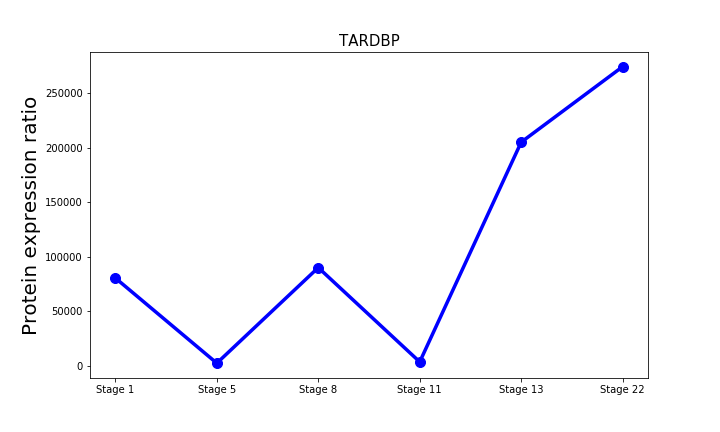 TARDBP
Protein expression ratio
250000
200000
150000
100000
50000
0
Stage 1 Stage 5 Stage 8 Stage 11 Stage 13 Stage 22